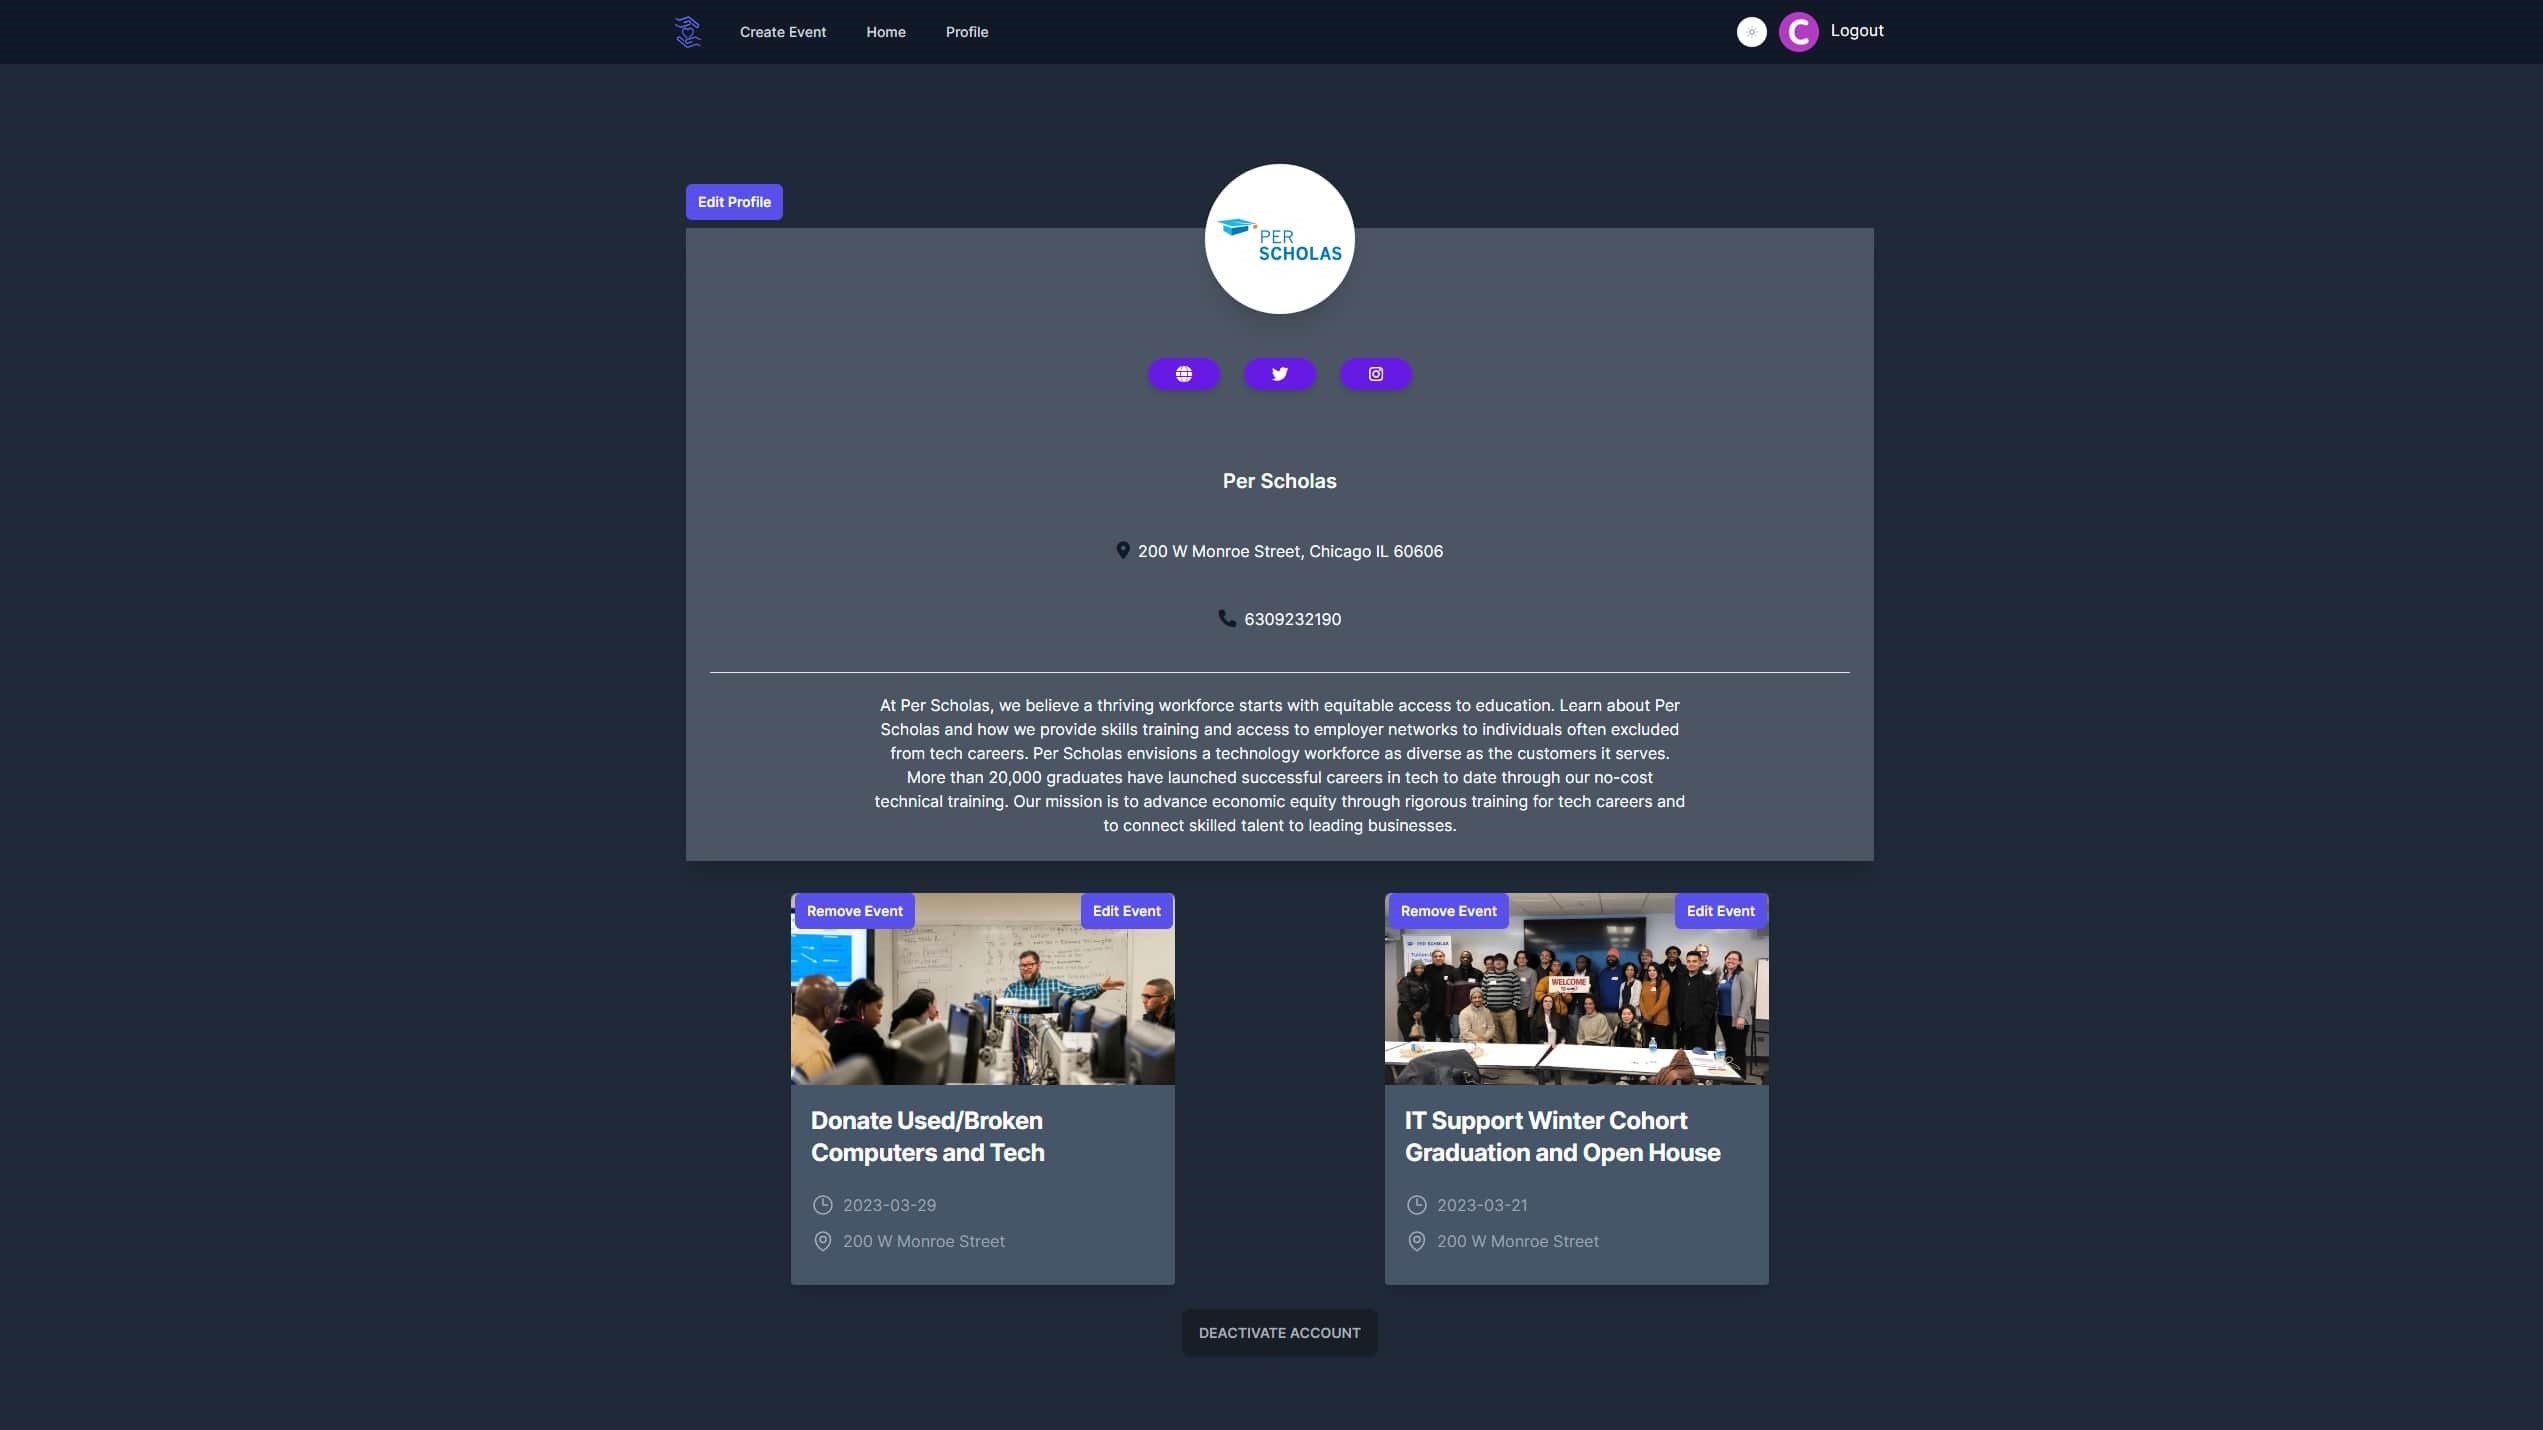 Create Event
Home
Profile
C
Logout
Edit Profile
PER
SCHOLAS
Per Scholas
200 W Monroe Street, Chicago IL 60606
6309232190
At Per Scholas, we believe a thriving workforce starts with equitable access to education. Learn about Per
Scholas and how we provide skills training and access to employer networks to individuals often excluded
from tech careers. Per Scholas envisions a technology workforce as diverse as the customers it serves.
More than 20,000 graduates have launched successful careers in tech to date through our no-cost
technical training. Our mission is to advance economic equity through rigorous training for tech careers and
to connect skilled talent to leading businesses.
Remove Event
Edit Event
Donate Used/Broken
Computers and Tech
2023-03-29
200 W Monroe Street
Remove Event
Edit Event
PER SCHOLAS
WELCOME
IT Support Winter Cohort
Graduation and Open House
2023-03-21
200 W Monroe Street
DEACTIVATE ACCOUNT